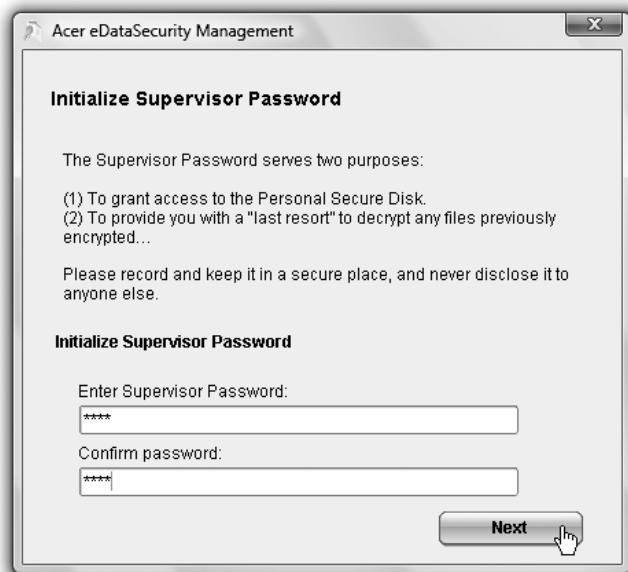 Acer eDataSecurity Management
X
Initialize Supervisor Password
The Supervisor Password serves two purposes:
(1) To grant access to the Personal Secure Disk.
(2) To provide you with a "last resort" to decrypt any files previously
encrypted...
Please record and keep it in a secure place, and never disclose it to
anyone else.
Initialize Supervisor Password
Enter Supervisor Password:
****
Confirm password:
****
Next